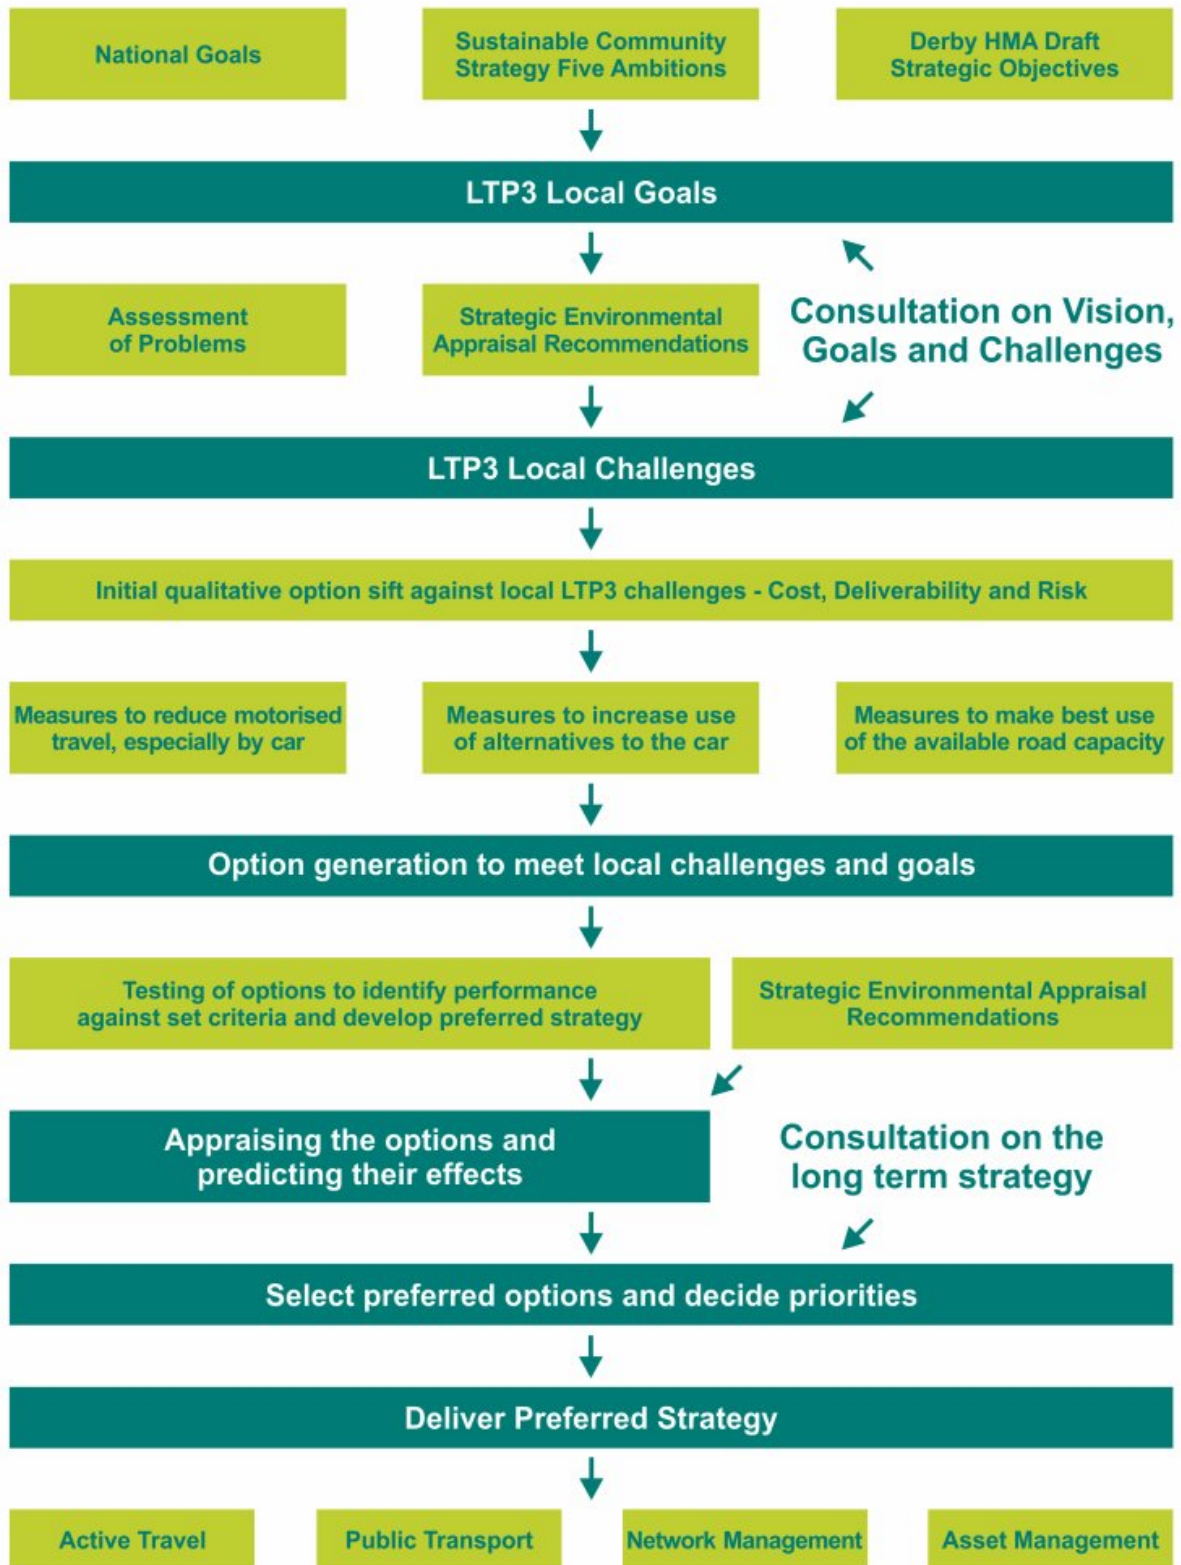 National Goals
Sustainable Community
Strategy Five Ambitions
Derby HMA Draft
Strategic Objectives
LTP3 Local Goals
Assessment
of Problems
Strategic Environmental
Appraisal Recommendations
Consultation on Vision,
Goals and Challenges
LTP3 Local Challenges
Initial qualitative option sift against local LTP3 challenges - Cost, Deliverability and Risk
Measures to reduce motorised
travel, especially by car
Measures to increase use
of alternatives to the car
Measures to make best use
of the available road capacity
Option generation to meet local challenges and goals
Testing of options to identify performance
against set criteria and develop preferred strategy
Strategic Environmental Appraisal
Recommendations
Appraising the options and
predicting their effects
Consultation on the
long term strategy
Select preferred options and decide priorities
Deliver Preferred Strategy
Active Travel
Public Transport
Network Management
Asset Management